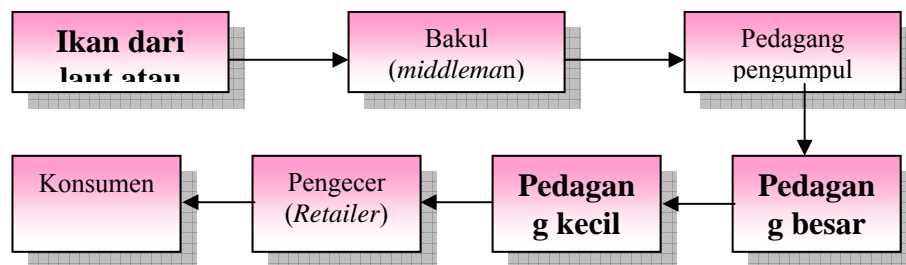 Ikan dari
laut atau
Bakul
(middleman)
Pedagang
pengumpul
Konsumen
Pengecer
(Retailer)
Pedagan
g kecil
Pedagan
g besar